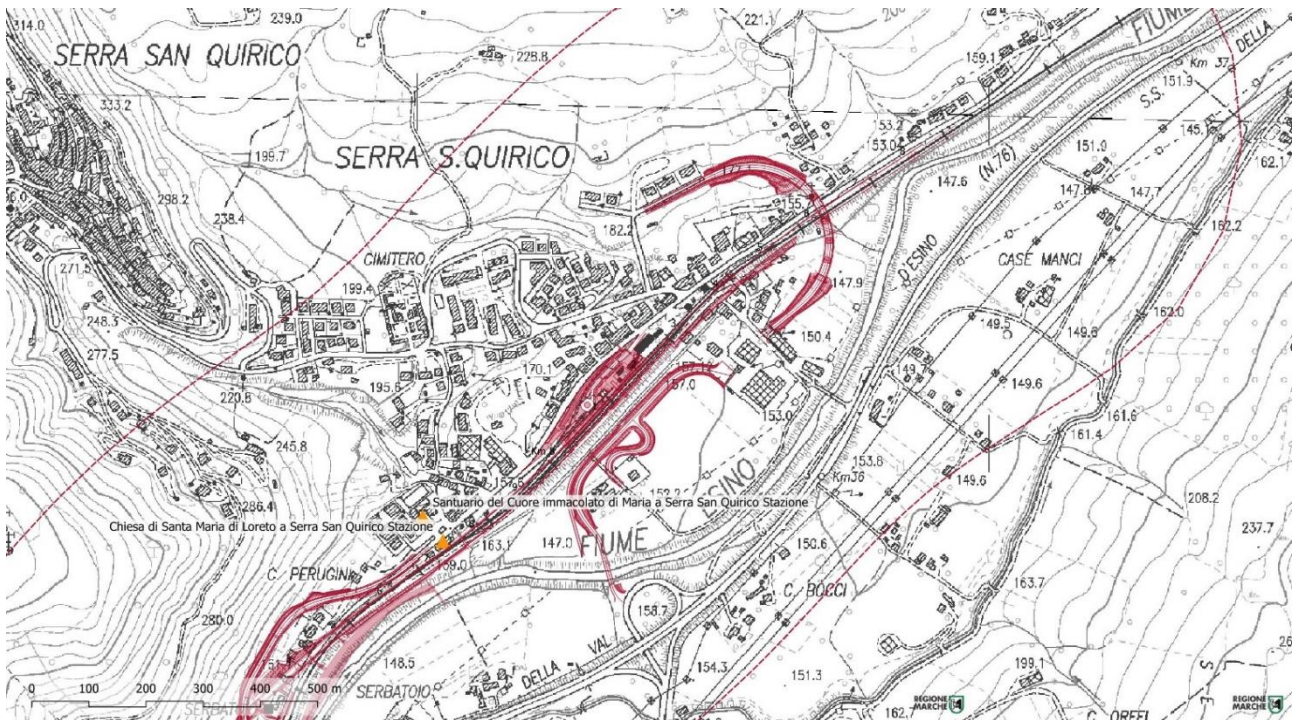 314.0
239.0
221.1
FIUME
DELLA
SERRA SAN QUIRICO
228.8
159.1
Km 37
151.9
S.S.
333.2
53.2
145.
199.7
SERRA S.QUIRICO
53.0
(N.76)
151.9
162.1
147.6
147.8
147.7
298.2
155.
238.4
182.2
162.2
D'ESINO
CIMITERO
CASE MANCI
271.5
199.4
147.9
248.3
149.5
162.0
150.4
149.6
277.5
170.1
149.7
195.6
157.0
149.6
220.8
153.0
161.6
245.8
161.4
153.6
149.6
Km36
286.4
208.2
Santuario del Cuore immacolato di Maria a Serra San Quirico Stazione
Chiesa di Santa Maria di Loreto a Serra San Quirico Stazione
237.7
163.1
147.0
FIUME
150.6
C. PERUGINI
159.0
C. BOCCI
163.7
280.0
158.7
148.5
DELLA VAL
154.3
199.1
151.3
0 100 200 300 400 500 m
SERBATOIO
REGIONE MARCHE
REGIONE MARCHE
162.7